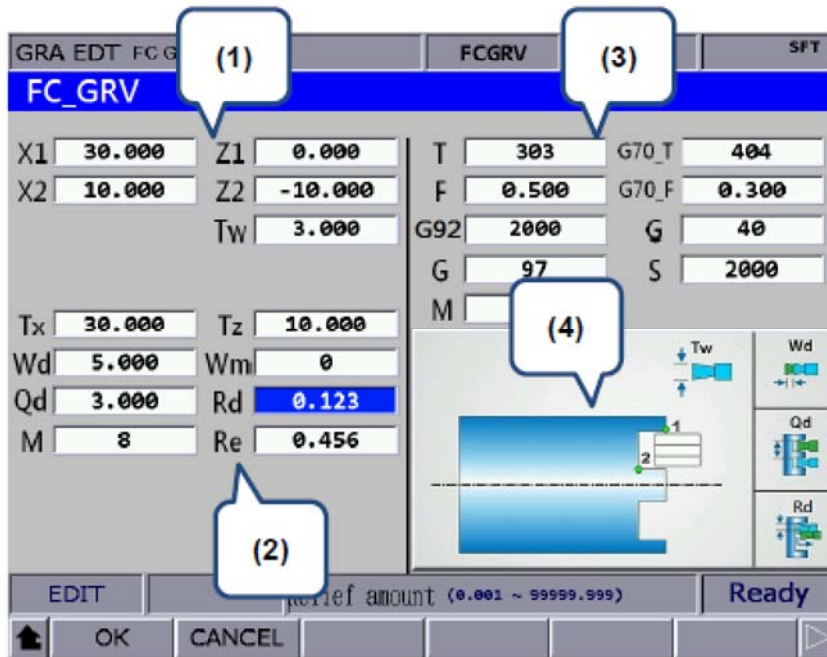 GRA EDT FC G
FCGRV
SFT
(1)
(3)
FC_GRV
X1 30.000 Z1 0.000
X2 10.000 Z2 -10.000
Tw 3.000
Tx 30.000 Tz 10.000
Wd 5.000 Wm 0
Qd 3.000 Rd 0.123
M 8 Re 0.456
(2)
T 303 G70_T 404
F 0.500 G70_F 0.300
G92 2000 G 40
G 97 S 2000
M
(4)
Tw
Wd
1
2
Qd
Rd
EDIT
amount (0.001 ~ 99999.999)
Ready
OK CANCEL